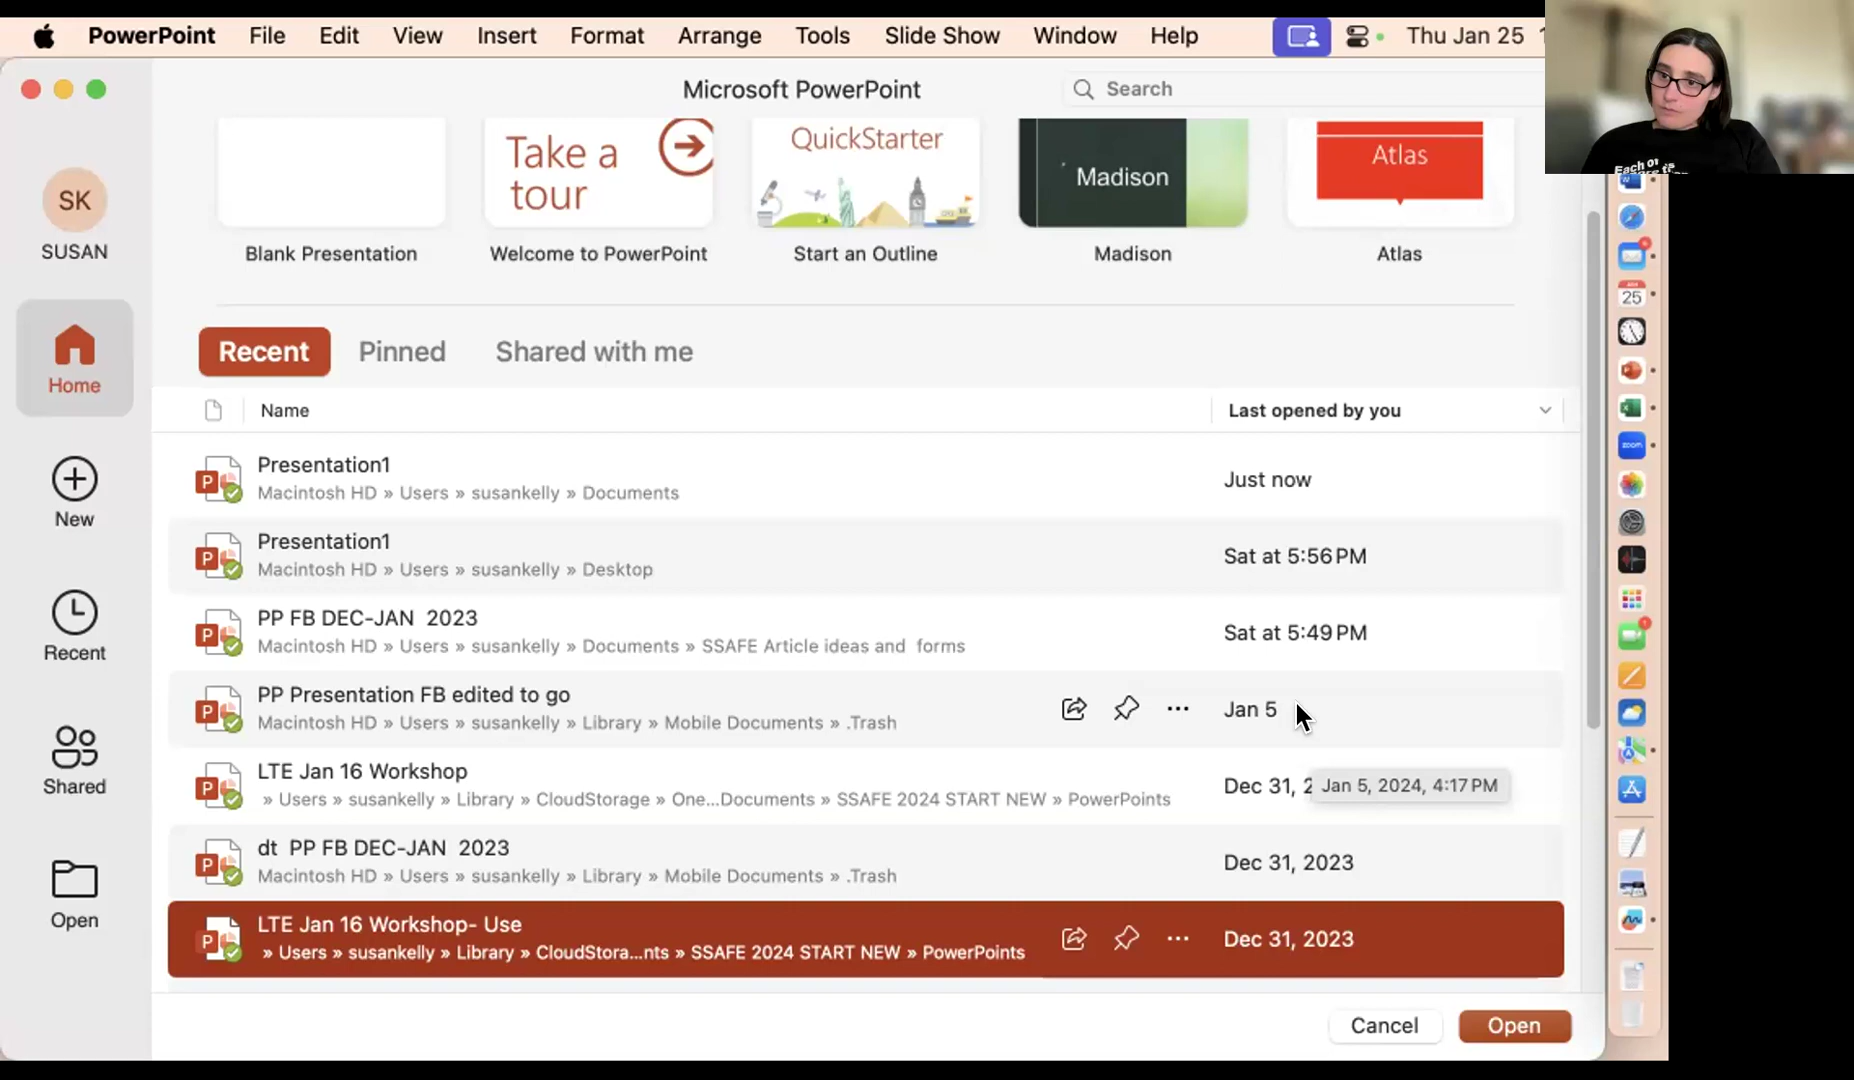 PowerPoint File Edit View Insert Format Arrange Tools Slide Show Window Help Thu Jan 25
Microsoft PowerPoint
Search
SK
SUSAN
Home
New
Recent
Shared
Open
Take a
tour
QuickStarter
Madison
Atlas
Blank Presentation
Welcome to PowerPoint
Start an Outline
Madison
Atlas
Recent Pinned Shared with me
Name Last opened by you
Presentation1
Macintosh HD » Users » susankelly » Documents
Just now
Presentation1
Macintosh HD » Users » susankelly » Desktop
Sat at 5:56 PM
PP FB DEC-JAN  2023
Macintosh HD » Users » susankelly » Documents » SSAFE Article ideas and  forms
Sat at 5:49 PM
PP Presentation FB edited to go
Macintosh HD » Users » susankelly » Library » Mobile Documents » .Trash
Jan 5
LTE Jan 16 Workshop
» Users » susankelly » Library » CloudStorage » One...Documents » SSAFE 2024 START NEW » PowerPoints
Dec 31, 2
Jan 5, 2024, 4:17 PM
dt  PP FB DEC-JAN  2023
Macintosh HD » Users » susankelly » Library » Mobile Documents » .Trash
Dec 31, 2023
LTE Jan 16 Workshop- Use
» Users » susankelly » Library » CloudStora...nts » SSAFE 2024 START NEW » PowerPoints
Dec 31, 2023
Cancel Open
Each of
25
zoom